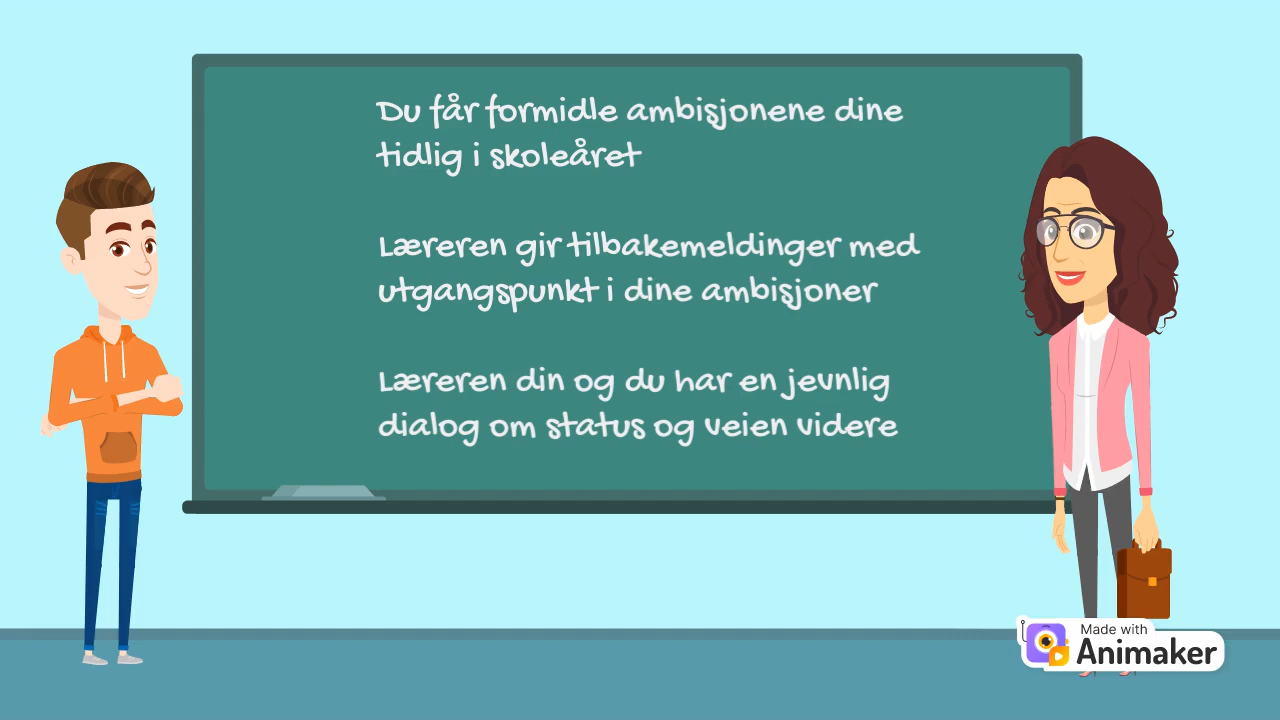 Du får formidle ambisjonene dine
tidlig i skoleåret
Læreren gir tilbakemeldinger med
utgangspunkt i dine ambisjoner
Læreren din og du har en jevnlig
dialog om status og veien videre
Made with
Animaker